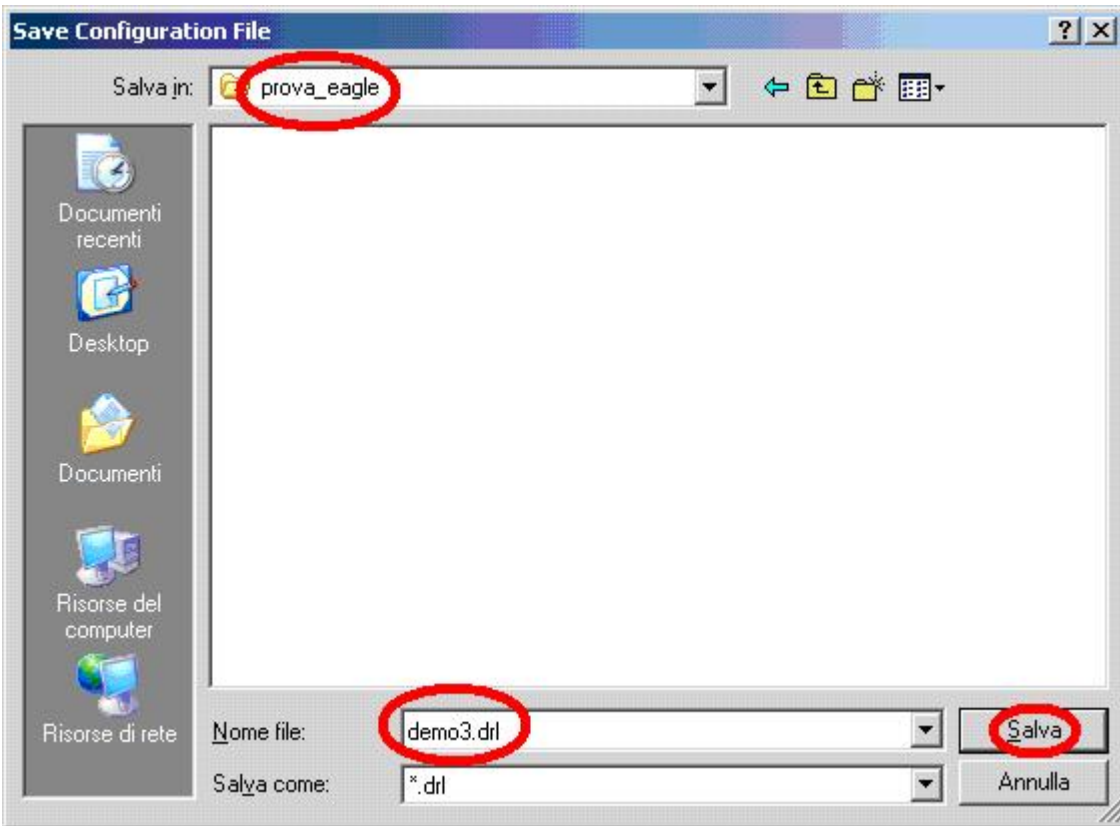 Save Configuration File
?
Salva in:
prova_eagle
Documenti
recenti
Desktop
Documenti
Risorse del
computer
Risorse di rete
Nome file:
demo3.drl
Salva
Salva come:
*.drl
Annulla